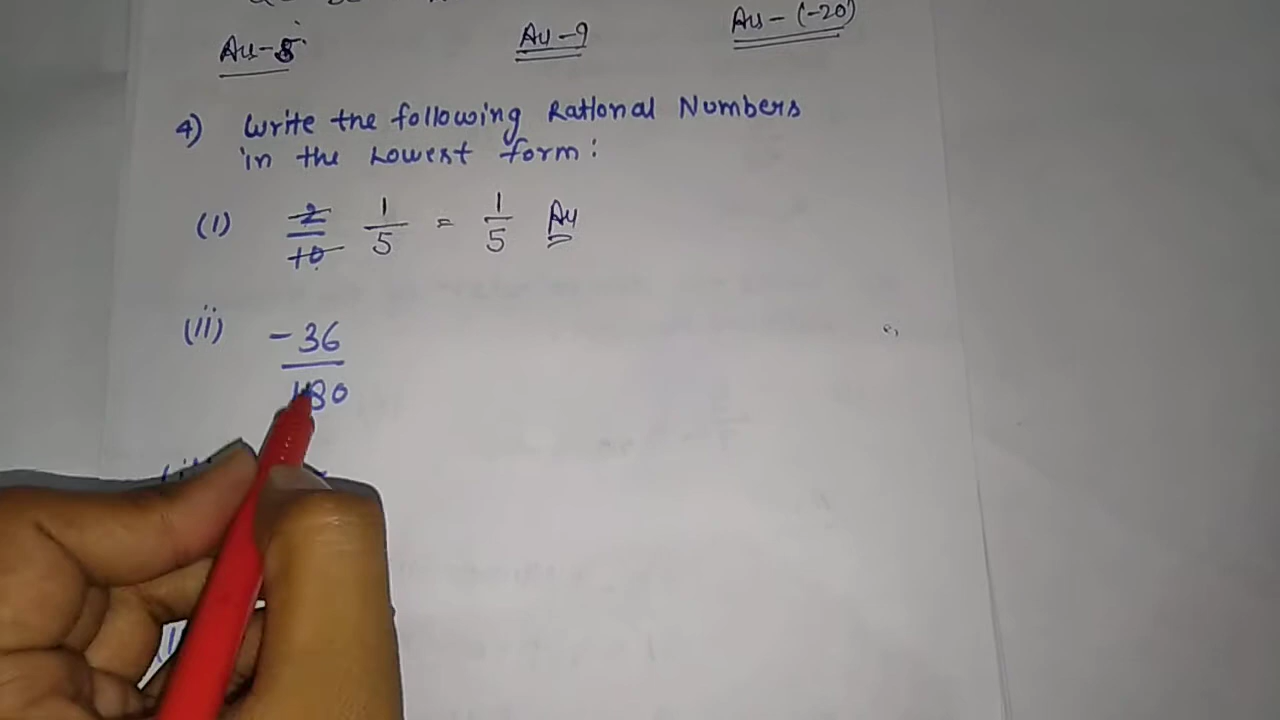 Au-8 Au-9 Au-(-20)
4) Write the following Rational Numbers
in the Lowest form:
(i) 2/10 1/5 = 1/5 Au
(ii) -36/180